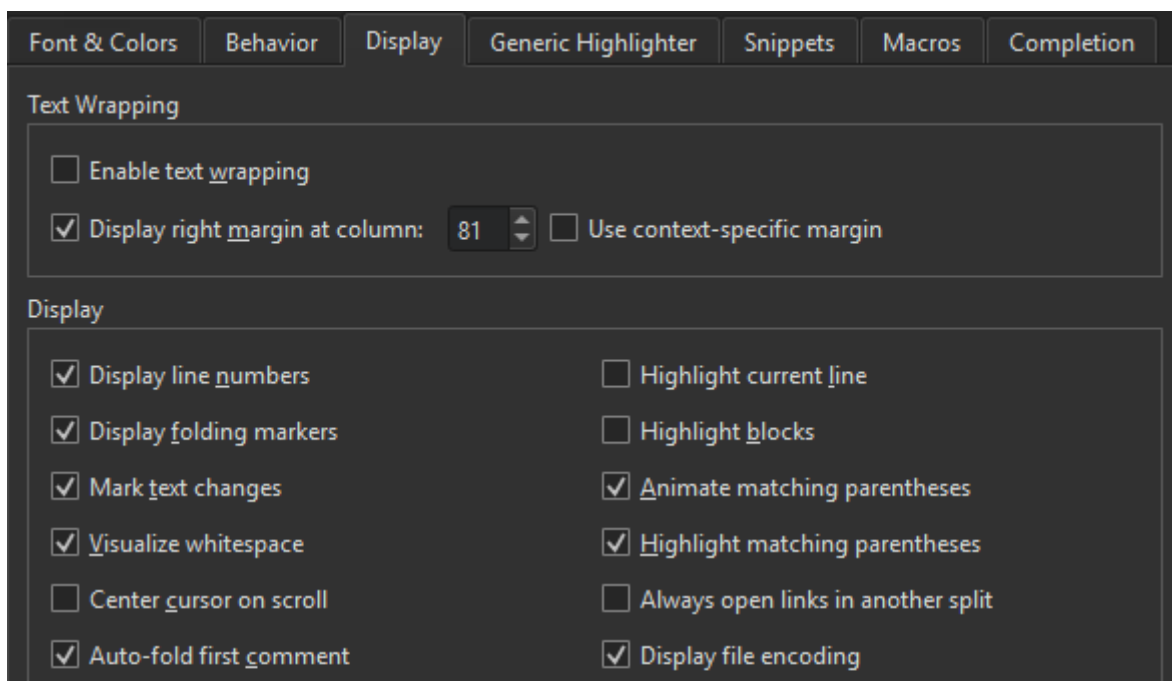 Font & Colors Behavior Display Generic Highlighter Snippets Macros Completion
Text Wrapping
Enable text wrapping
Display right margin at column: 81 Use context-specific margin
Display
Display line numbers Highlight current line
Display folding markers Highlight blocks
Mark text changes Animate matching parentheses
Visualize whitespace Highlight matching parentheses
Center cursor on scroll Always open links in another split
Auto-fold first comment Display file encoding